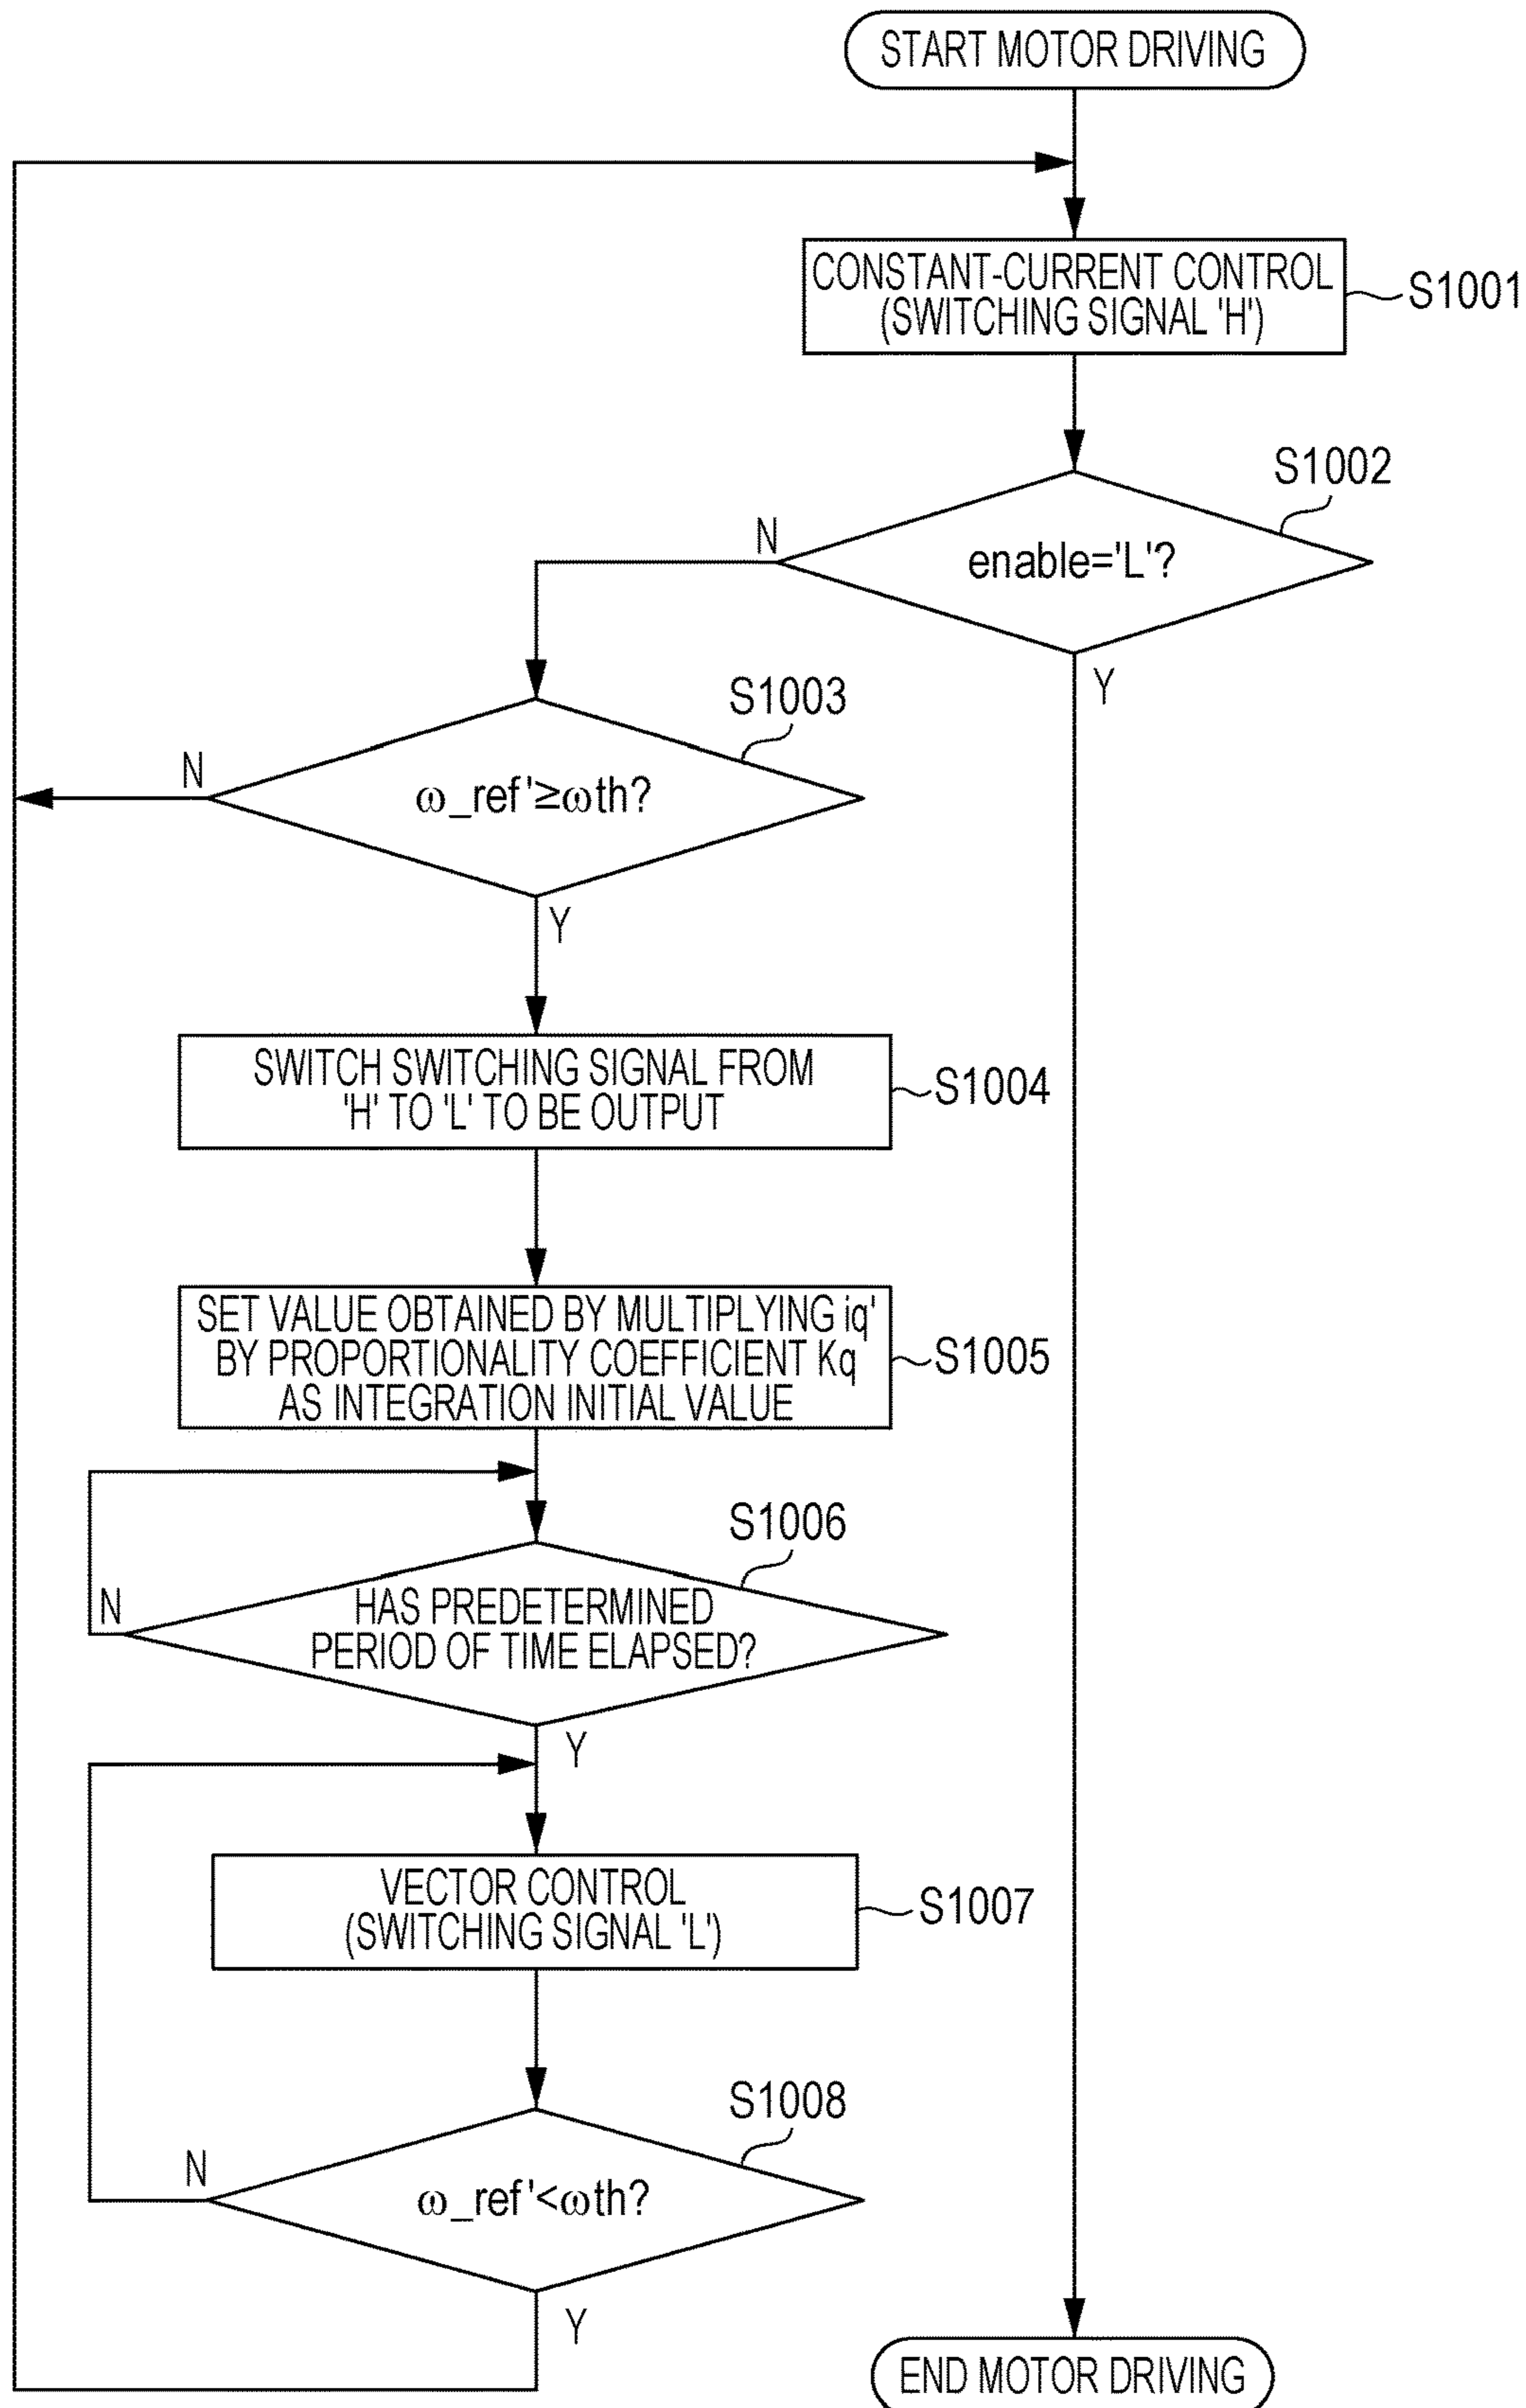 START MOTOR DRIVING
CONSTANT-CURRENT CONTROL
(SWITCHING SIGNAL 'H')
S1001
S1002
enable='L'?
N
Y
S1003
ω_ref'≥ωth?
N
Y
SWITCH SWITCHING SIGNAL FROM
'H' TO 'L' TO BE OUTPUT
S1004
SET VALUE OBTAINED BY MULTIPLYING iq'
BY PROPORTIONALITY COEFFICIENT Kq
AS INTEGRATION INITIAL VALUE
S1005
S1006
HAS PREDETERMINED
PERIOD OF TIME ELAPSED?
N
Y
VECTOR CONTROL
(SWITCHING SIGNAL 'L')
S1007
S1008
ω_ref'<ωth?
N
Y
END MOTOR DRIVING